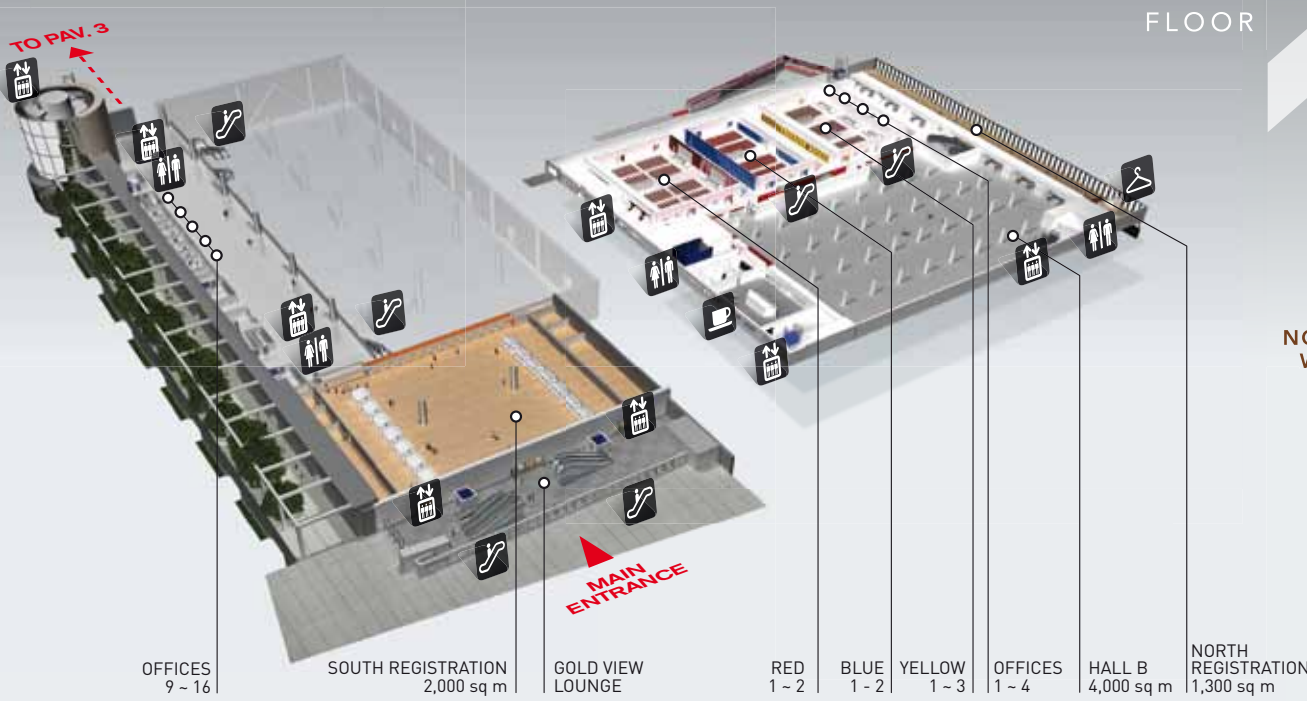 FLOOR
TO PAV. 3
NO
W
MAIN
ENTRANCE
OFFICES
9 ~ 16
SOUTH REGISTRATION
2,000 sq m
GOLD VIEW
LOUNGE
RED
1 ~ 2
BLUE
1 - 2
YELLOW
1 ~ 3
OFFICES
1 ~ 4
HALL B
4,000 sq m
NORTH
REGISTRATION
1,300 sq m